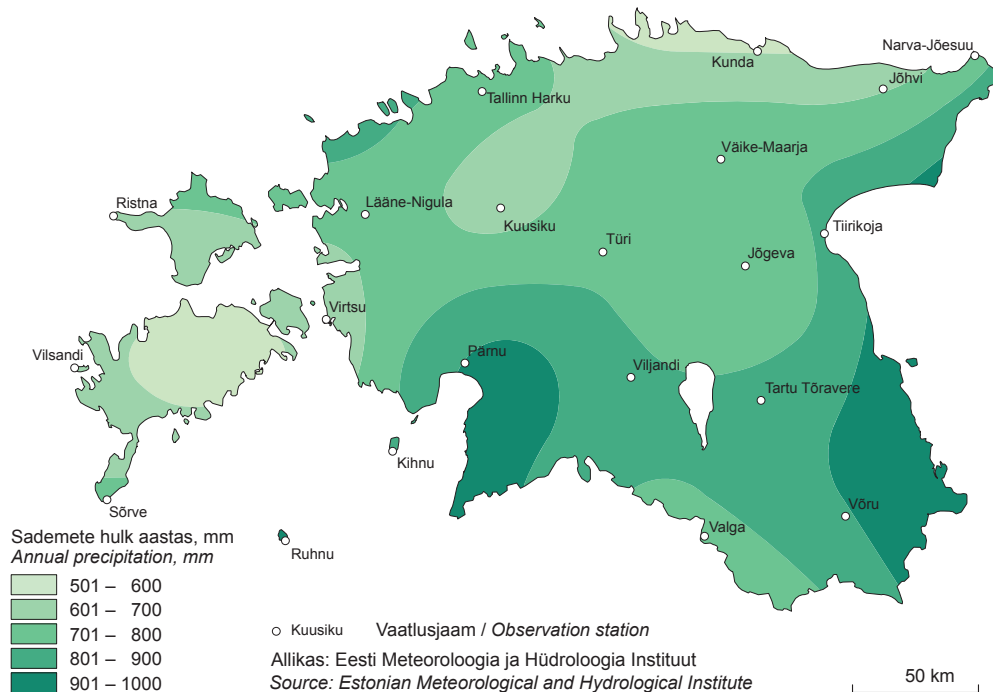 Narva-Jõesuu
Kunda
Jõhvi
Tallinn Harku
Väike-Maarja
Ristna
Lääne-Nigula
Kuusiku
Tiirikoja
Türi
Jõgeva
Virtsu
Vilsandi
Pärnu
Viljandi
Tartu Tõravere
Kihnu
Sõrve
Võru
Valga
Ruhnu
Sademete hulk aastas, mm
Annual precipitation, mm
501 – 600
601 – 700
701 – 800
801 – 900
901 – 1000
Kuusiku Vaatlusjaam / Observation station
Allikas: Eesti Meteoroloogia ja Hüdroloogia Instituut
Source: Estonian Meteorological and Hydrological Institute
50 km